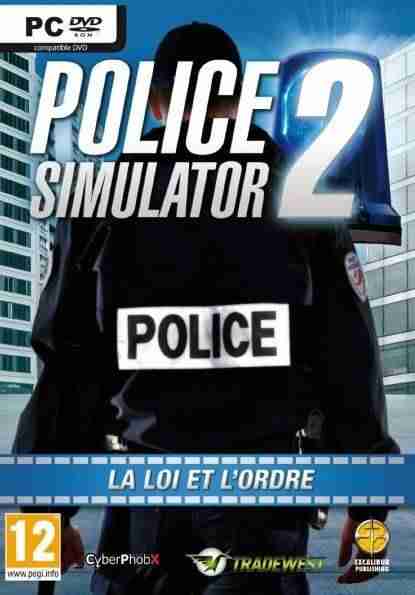 PC DVD
ROM
compatible DVD
POLICE
SIMULATOR 2
POLICE
LA LOI ET L'ORDRE
12
www.pegi.info
CyberPhobX
TRADEWEST
EXCALIBUR
PUBLISHING